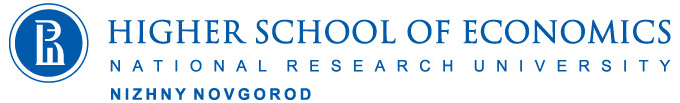 HIGHER SCHOOL OF ECONOMICS
NATIONAL RESEARCH UNIVERSITY
NIZHNY NOVGOROD